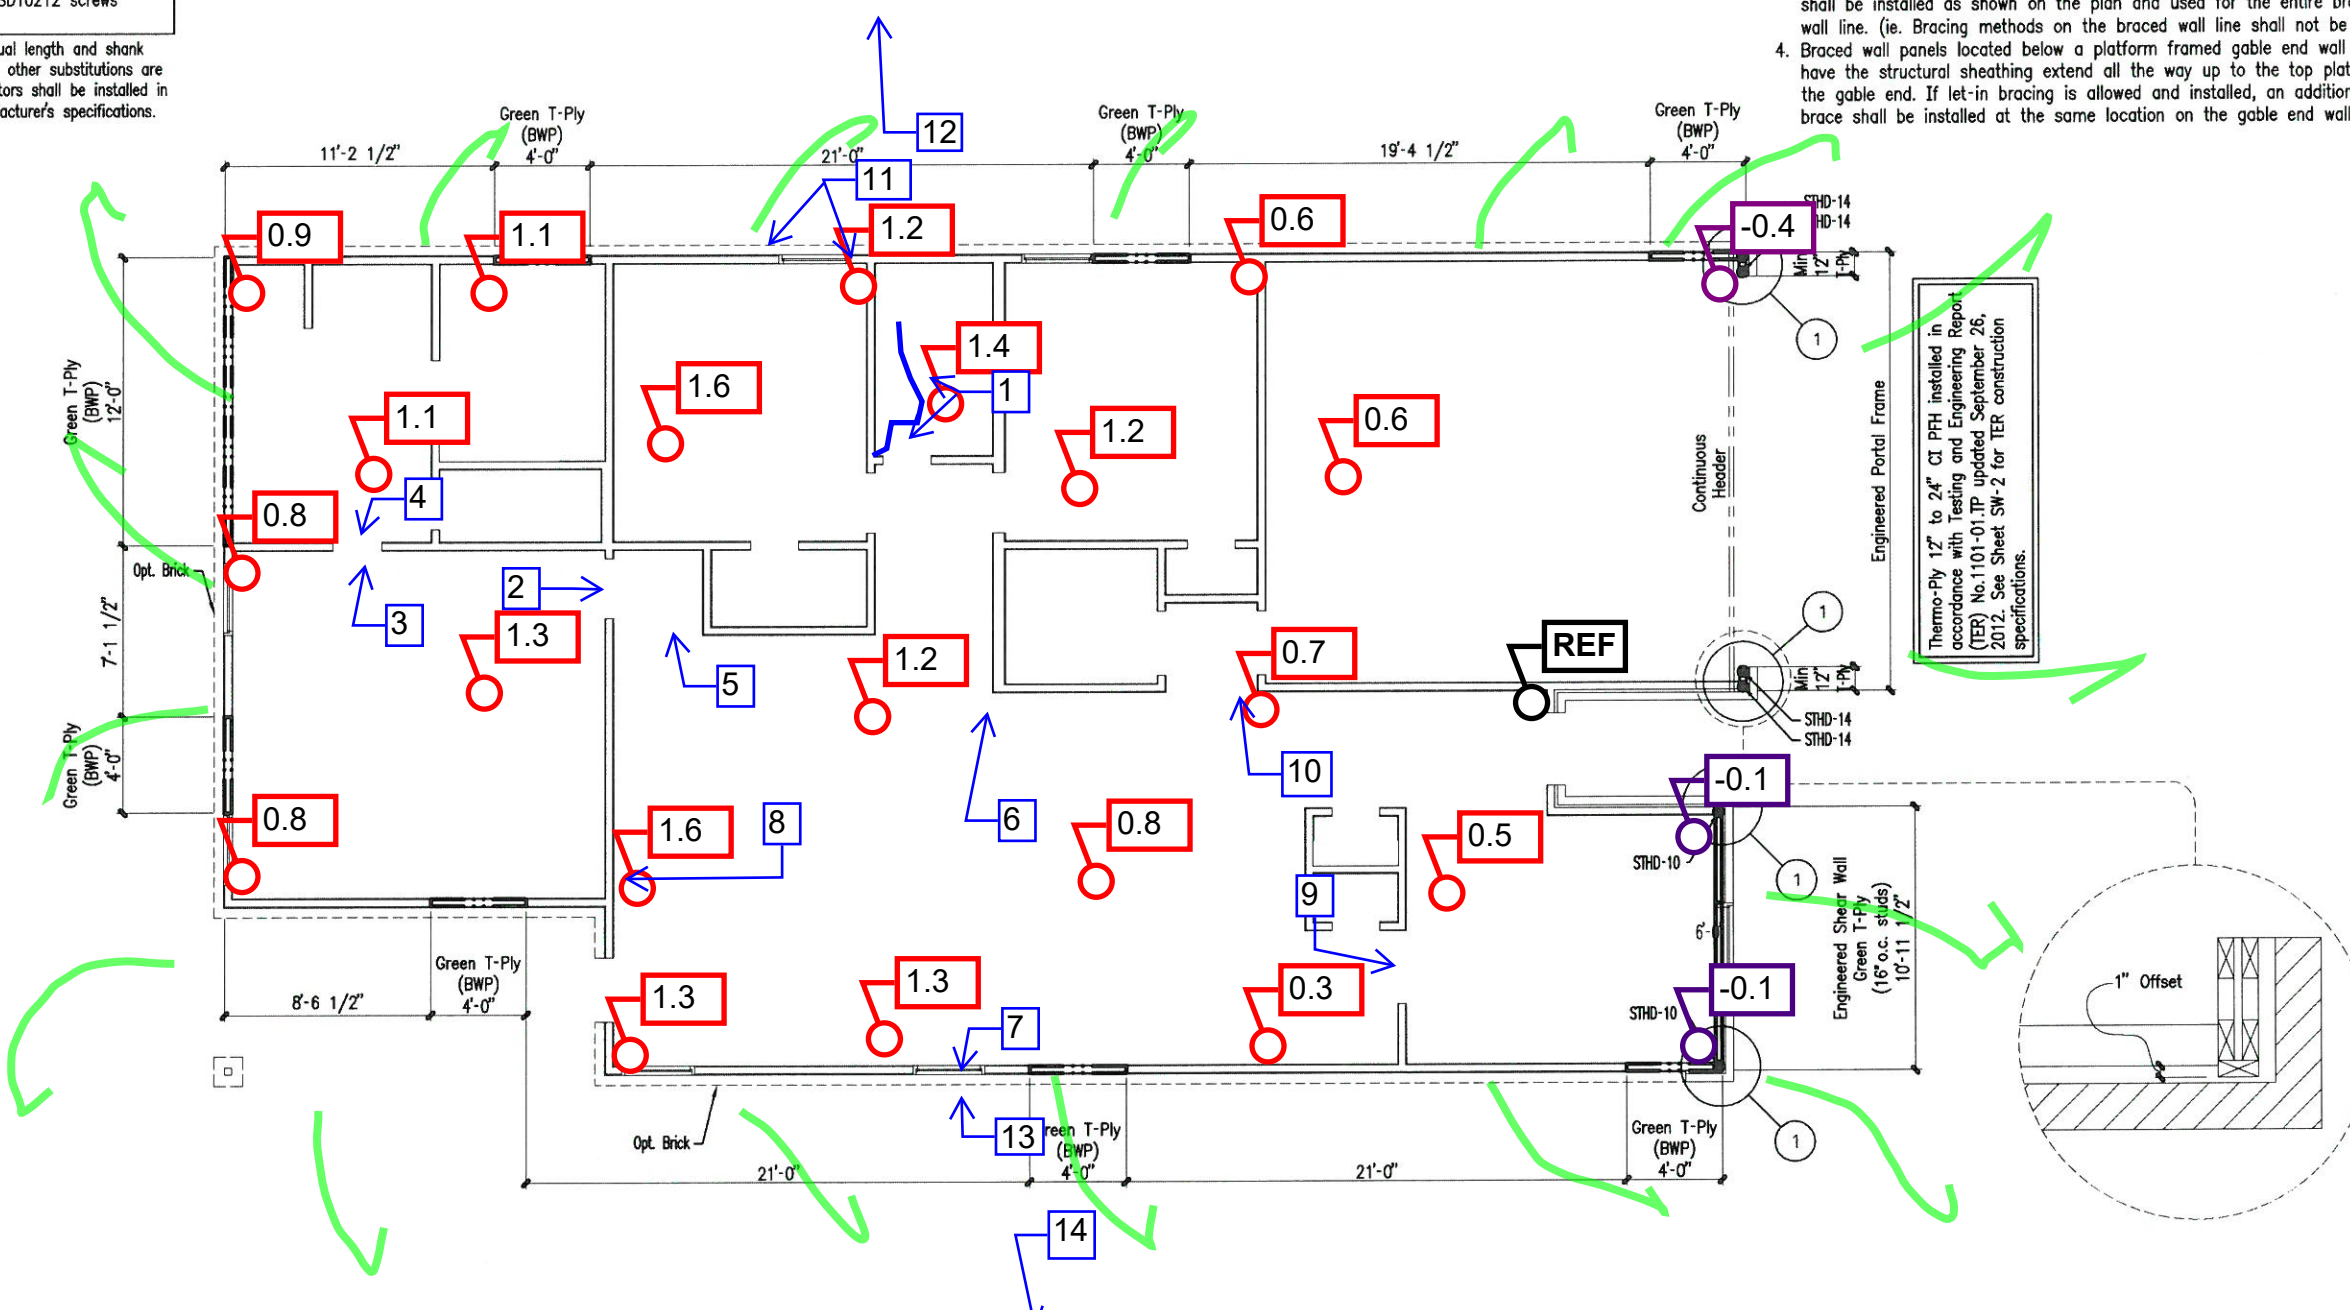 SD10212 screws
ual length and shank
other substitutions are
tors shall be installed in
acturer's specifications.
shall be installed as shown on the plan and used for the entire br
wall line. (ie. Bracing methods on the braced wall line shall not be
4. Braced wall panels located below a platform framed gable end wall
have the structural sheathing extend all the way up to the top plat
the gable end. If let-in bracing is allowed and installed, an addition
brace shall be installed at the same location on the gable end wall
12
Green T-Ply
(BWP)
4'-0"
Green T-Ply
(BWP)
4'-0"
Green T-Ply
(BWP)
4'-0"
11'-2 1/2"
21'-0"
19'-4 1/2"
11
0.9
1.1
1.2
0.6
-0.4
STHD-14
HD-14
Min
12"
T-Ply
1
1.4
1
1.6
1.1
1.2
0.6
Green T-Ply
(BWP)
12'-0"
Continuous
Header
Engineered Portal Frame
Thermo-Ply 12" to 24" CI PFH installed in
accordance with Testing and Engineering Report
(TER) No.1101-01.TP updated September 26,
2012. See Sheet SW-2 for TER construction
specifications.
4
0.8
Opt. Brick
2
3
7'-1 1/2"
1.3
1.2
0.7
REF
1
5
Min
12"
T-Ply
STHD-14
STHD-14
Green T-Ply
(BWP)
4'-0"
10
-0.1
0.8
1.6
8
6
0.8
0.5
STHD-10
1
9
6'-
Engineered Shear Wall
Green T-Ply
(16" o.c. studs)
10'-11 1/2"
Green T-Ply
(BWP)
4'-0"
8'-6 1/2"
1.3
1.3
0.3
-0.1
STHD-10
1" Offset
7
13
Opt. Brick
reen T-Ply
(BWP)
4'-0"
Green T-Ply
(BWP)
4'-0"
1
21'-0"
21'-0"
14